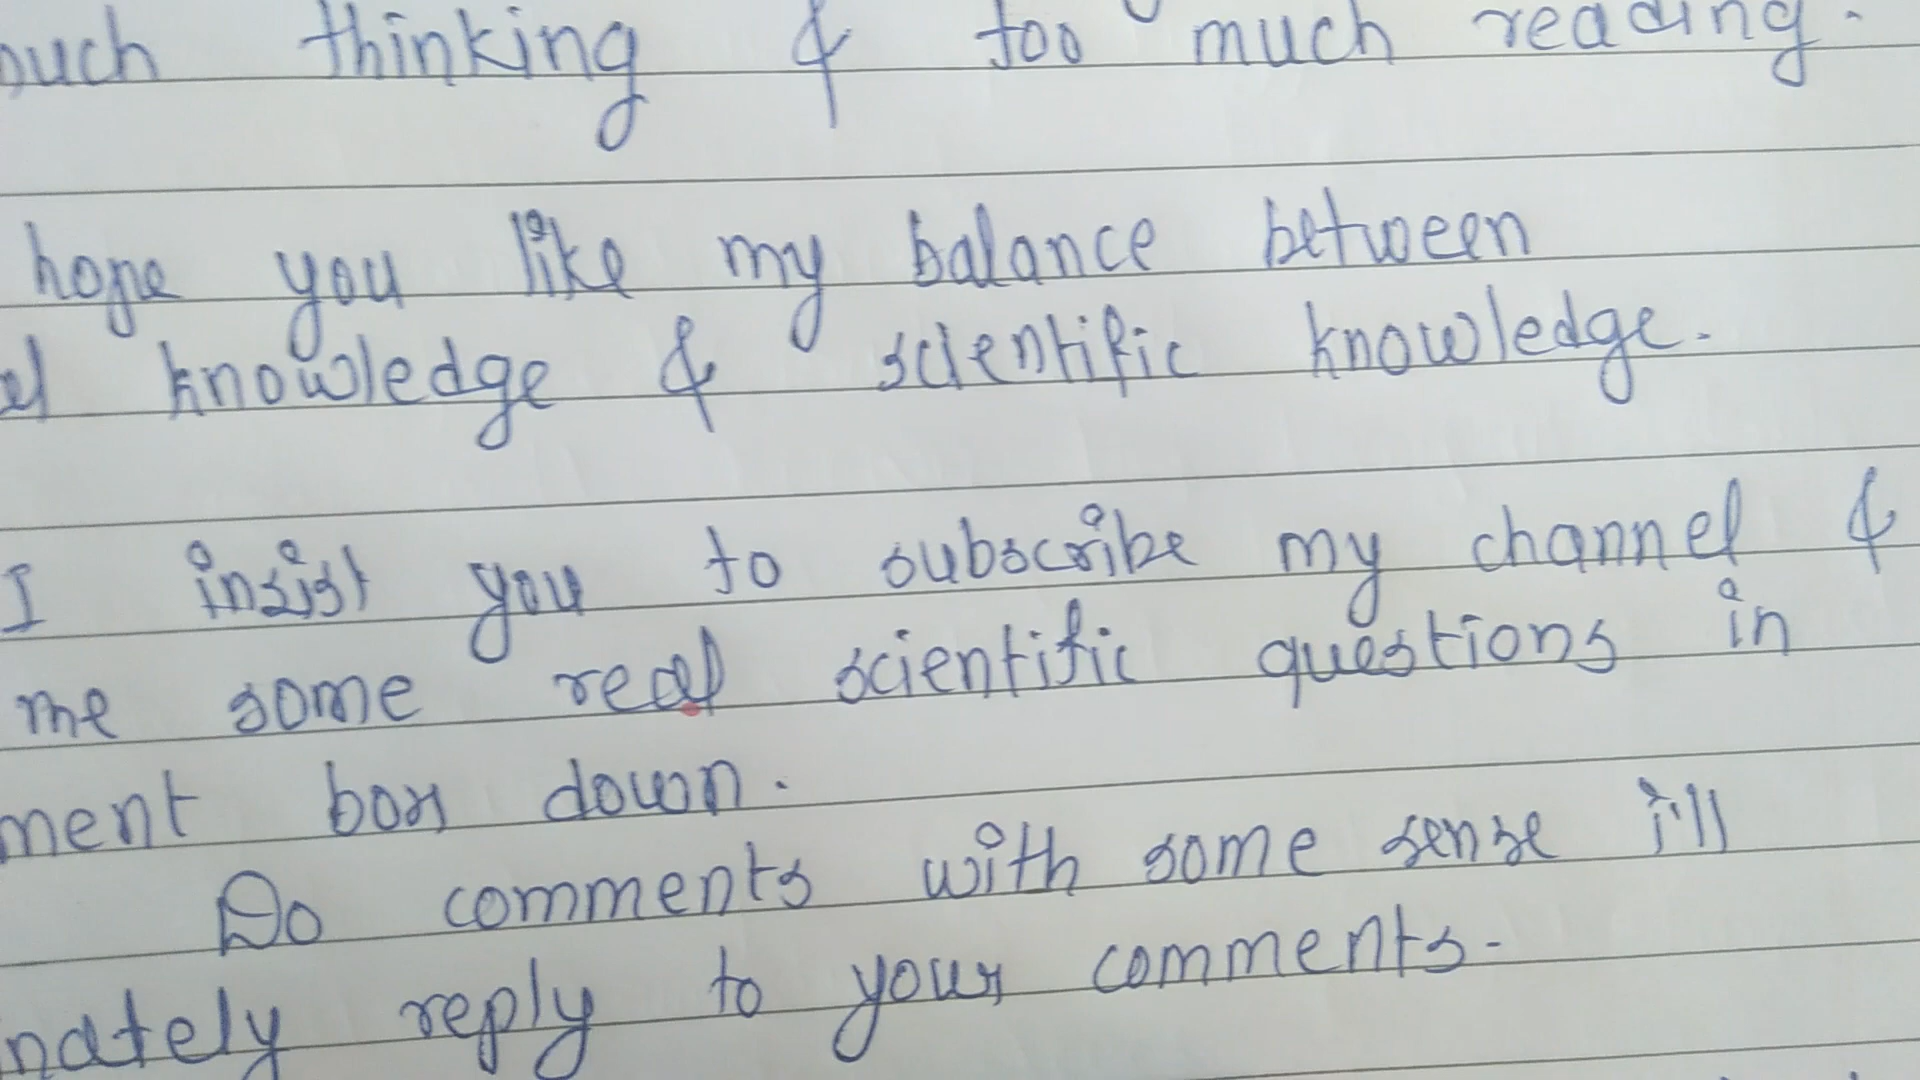 much thinking & too much reading.
hope you like my balance between
el knowledge & scientific knowledge.
I insist you to subscribe my channel &
me some real scientific questions in
ment box down.
Do comments with some sense i'll
nately reply to your comments.